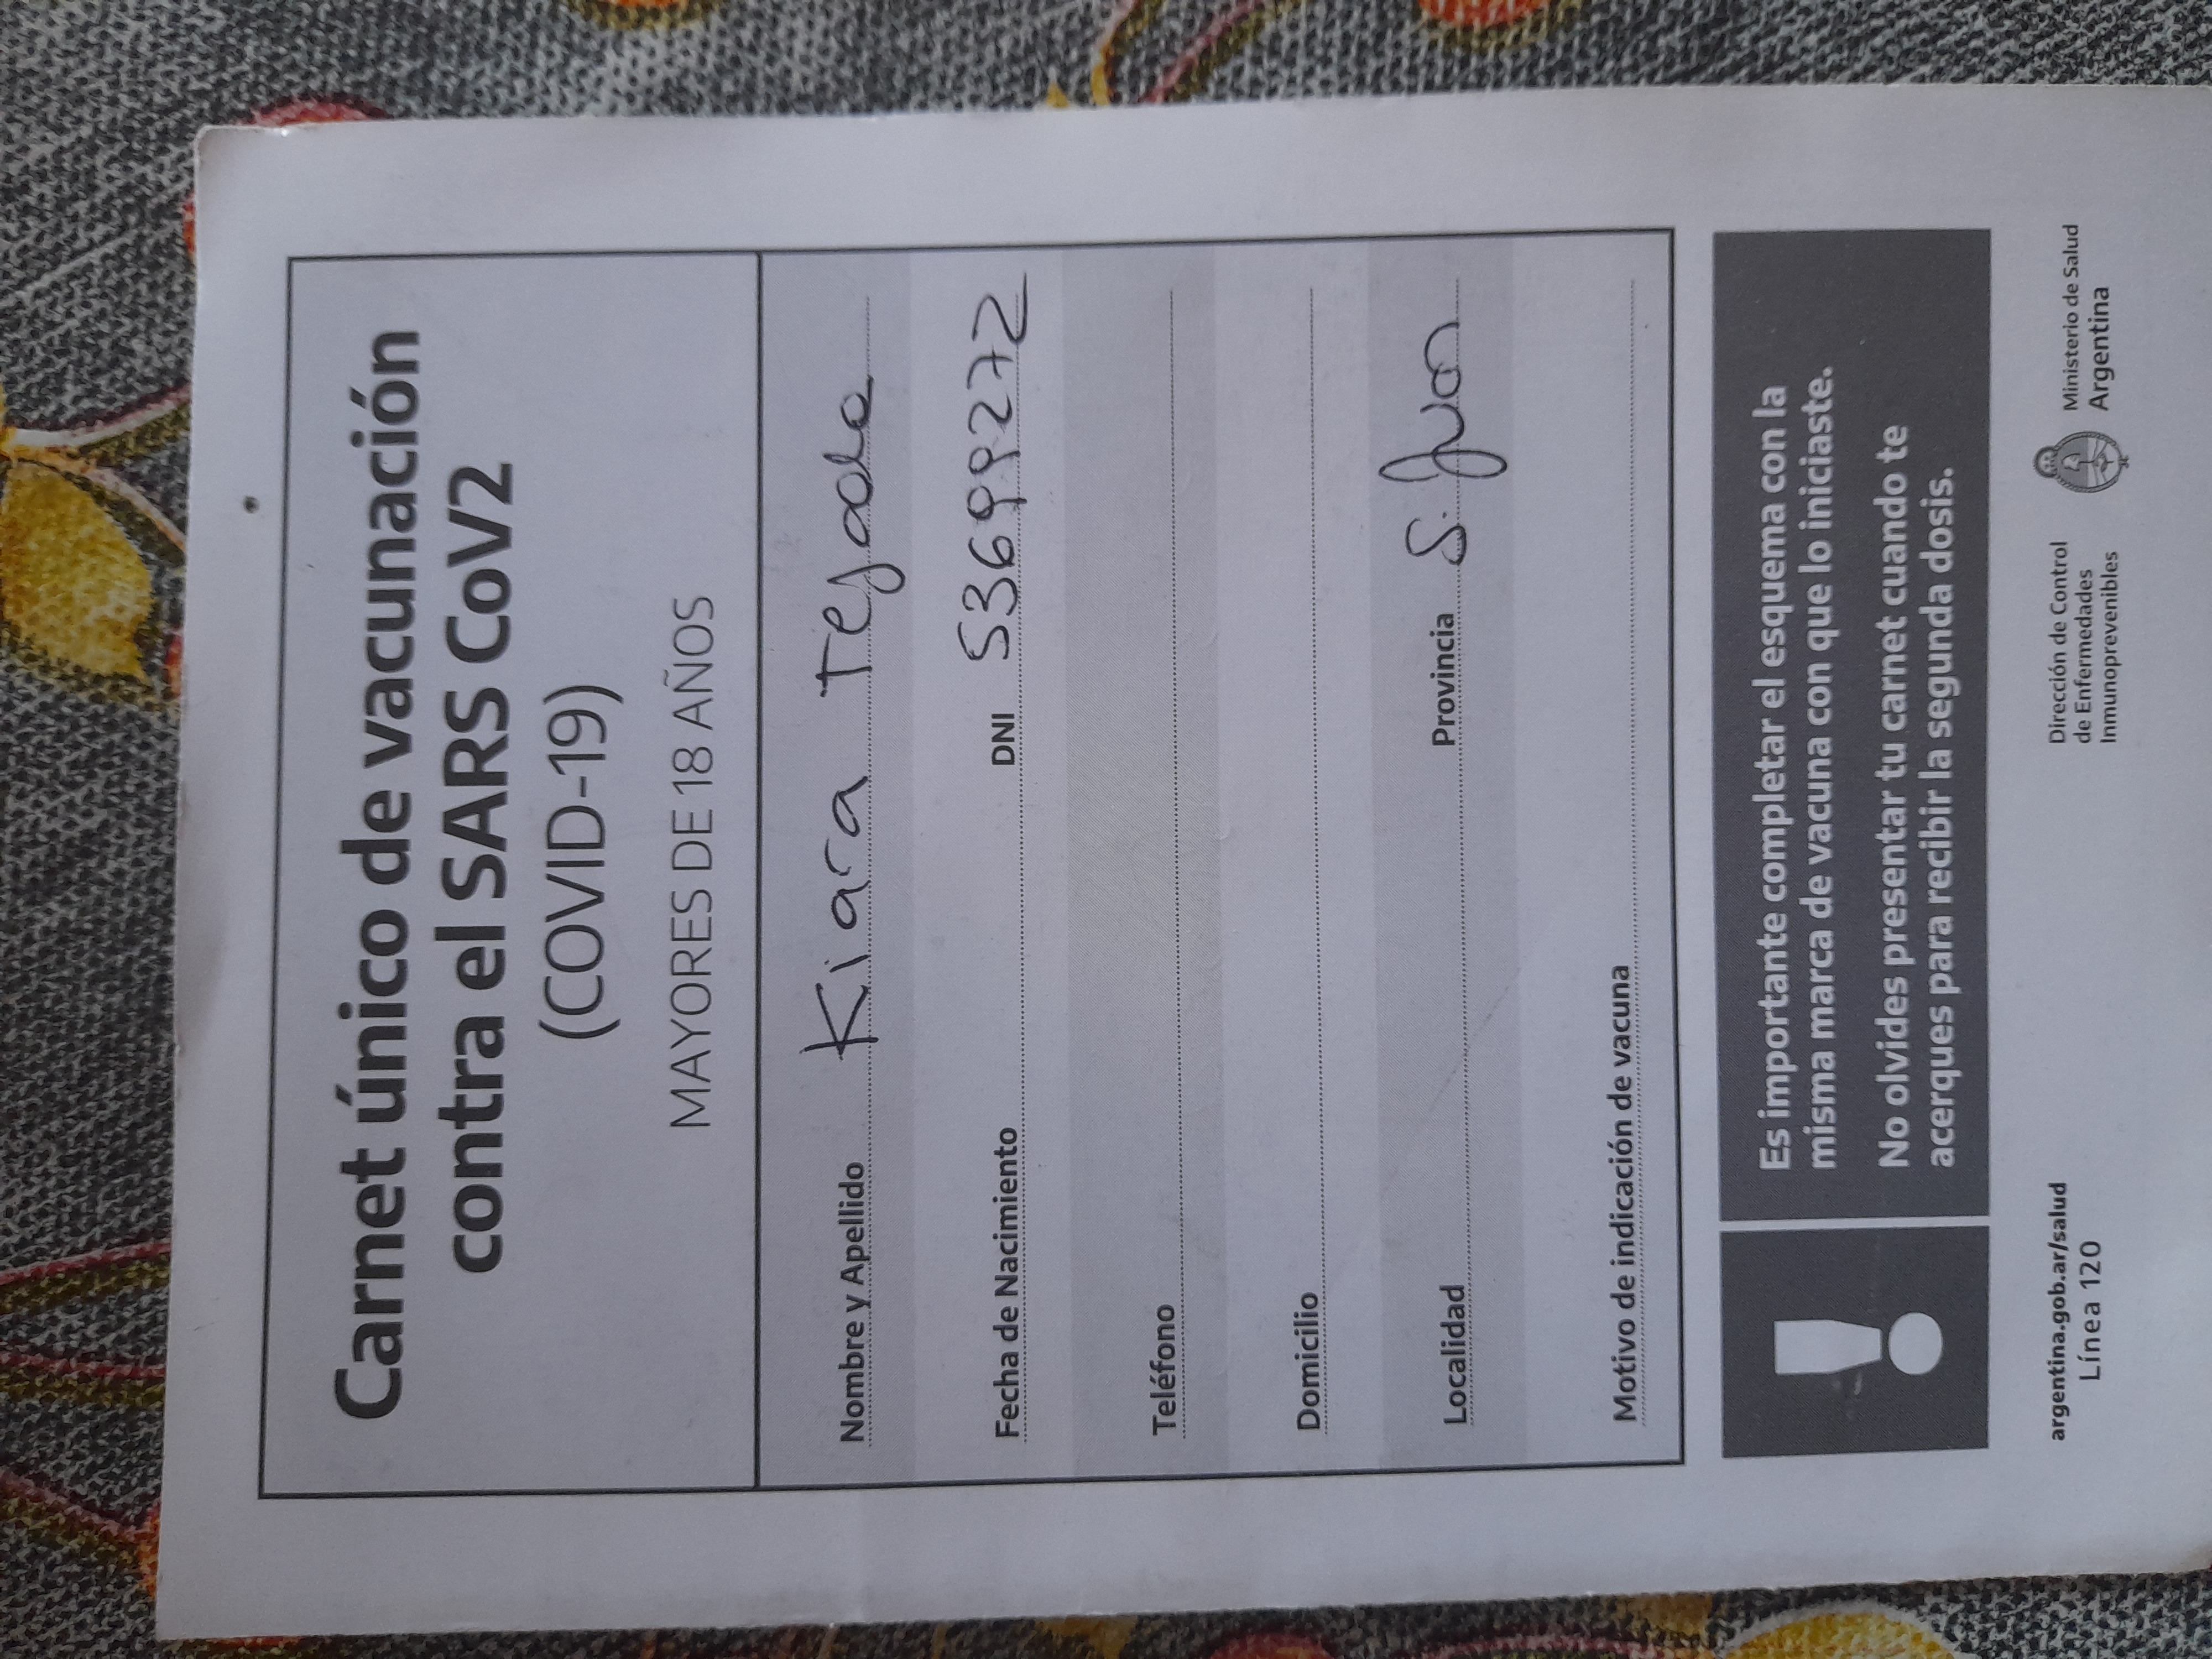 Carnet único de vacunación
contra el SARS CoV2
(COVID-19)
MAYORES DE 18 AÑOS
Nombre y Apellido Kiara Tejada
Fecha de Nacimiento DNI 53699272
Teléfono
Domicilio
Localidad Provincia S. Juan
Motivo de indicación de vacuna
Es importante completar el esquema con la
misma marca de vacuna con que lo iniciaste.
No olvides presentar tu carnet cuando te
acerques para recibir la segunda dosis.
argentina.gob.ar/salud
Línea 120
Dirección de Control
de Enfermedades
Inmunoprevenibles
Ministerio de Salud
Argentina